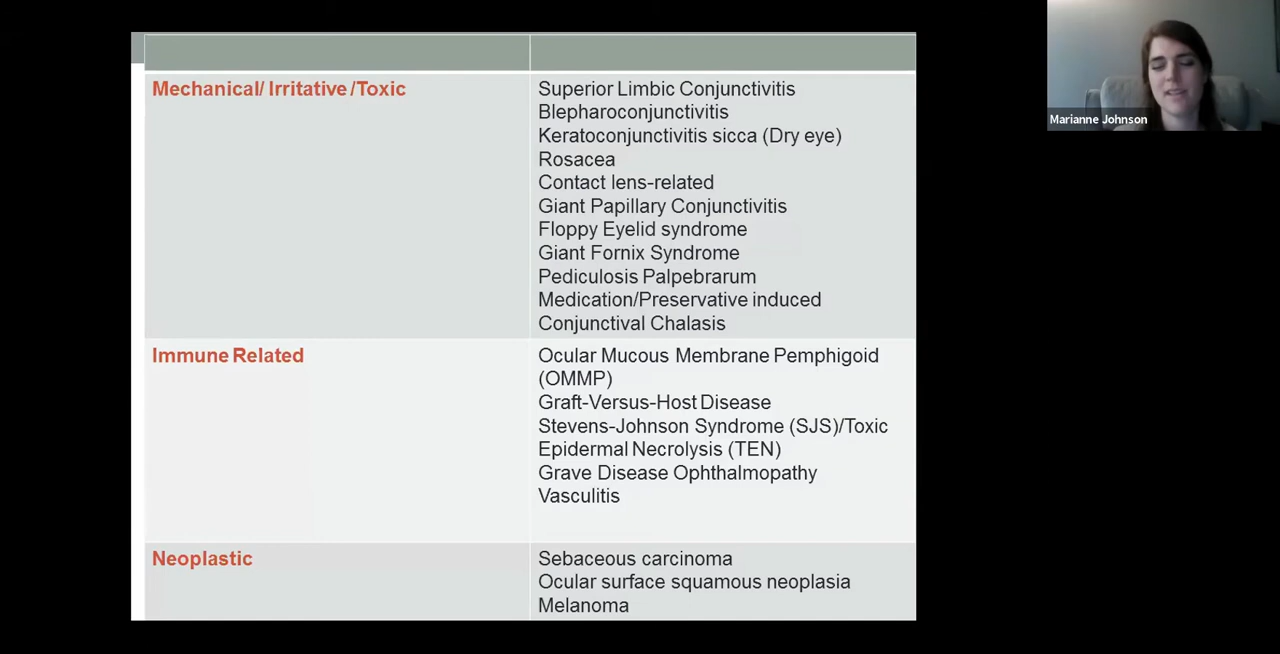 Mechanical/ Irritative /Toxic
Superior Limbic Conjunctivitis
Blepharoconjunctivitis
Keratoconjunctivitis sicca (Dry eye)
Rosacea
Contact lens-related
Giant Papillary Conjunctivitis
Floppy Eyelid syndrome
Giant Fornix Syndrome
Pediculosis Palpebrarum
Medication/Preservative induced
Conjunctival Chalasis
Immune Related
Ocular Mucous Membrane Pemphigoid
(OMMP)
Graft-Versus-Host Disease
Stevens-Johnson Syndrome (SJS)/Toxic
Epidermal Necrolysis (TEN)
Grave Disease Ophthalmopathy
Vasculitis
Neoplastic
Sebaceous carcinoma
Ocular surface squamous neoplasia
Melanoma
Marianne Johnson